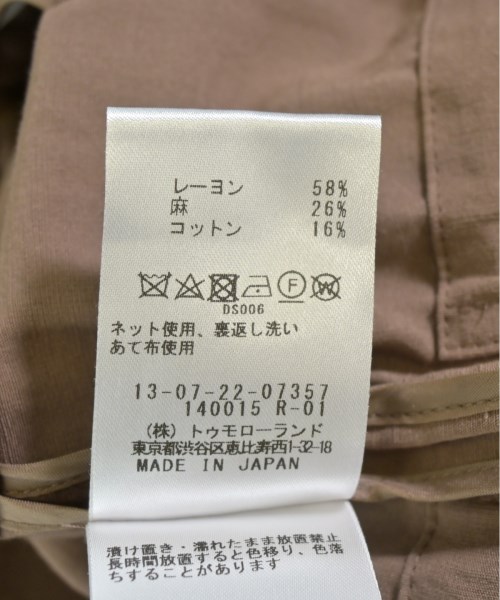 レーヨン 58%
麻 26%
コットン 16%
F W
DS006
ネット使用、裏返し洗い
あて布使用
13-07-22-07357
140015 R-01
(株)トゥモローランド
東京都渋谷区恵比寿西1-32-18
MADE IN JAPAN
漬け置き・濡れたまま放置禁止
長時間放置すると色移り、色落
ちすることがあります